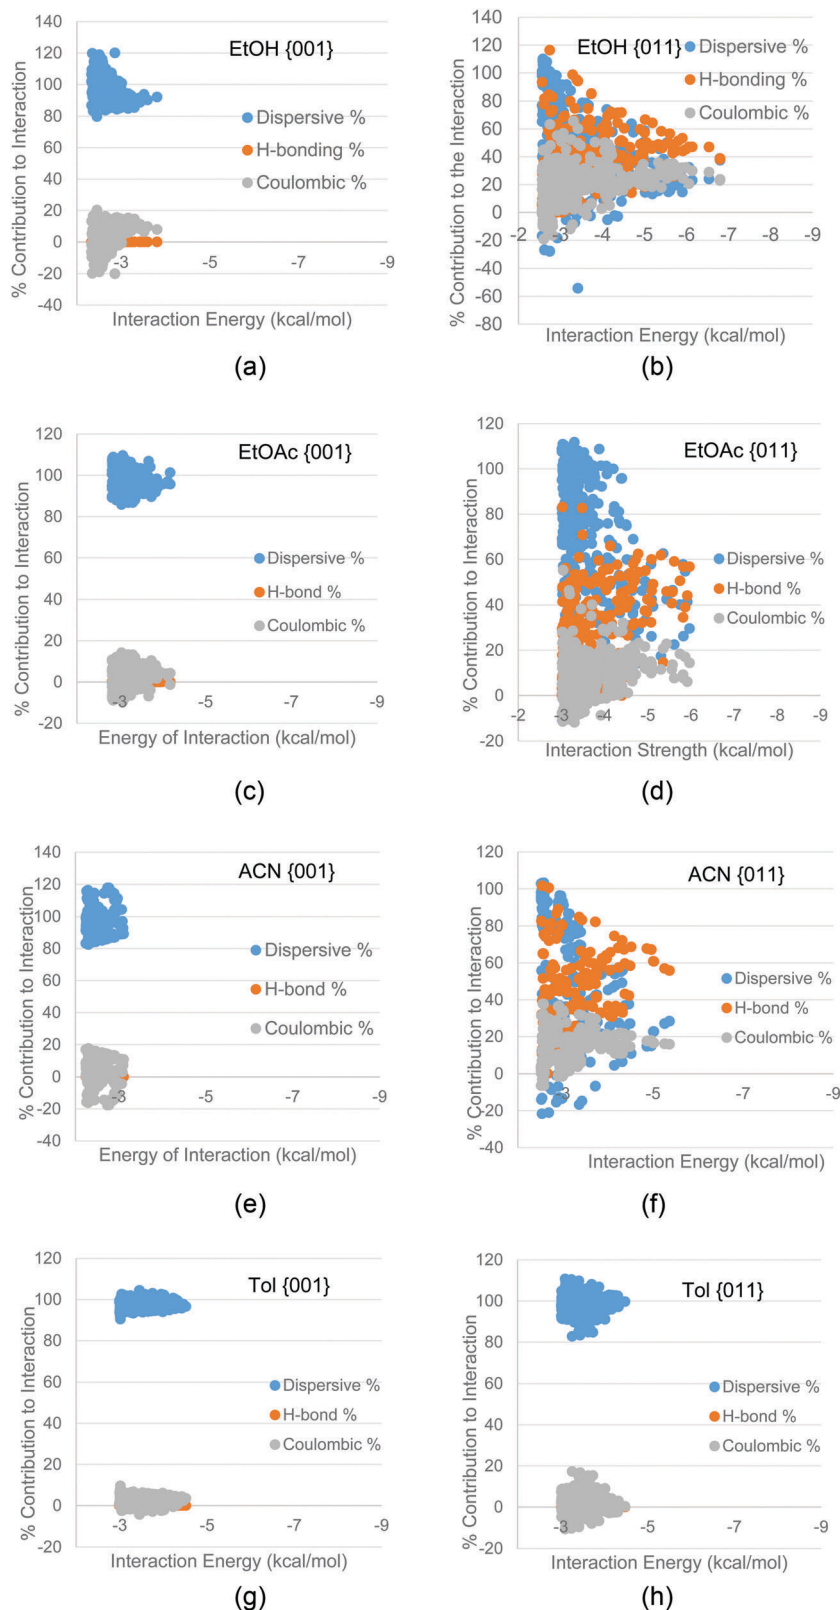 EtOH {001}
% Contribution to Interaction
140
120
100
80
60
40
20
0
-20
-40
-3
-5
-7
-9
Dispersive %
H-bonding %
Coulombic %
Interaction Energy (kcal/mol)
(a)
EtOH {011}
% Contribution to the Interaction
140
120
100
80
60
40
20
0
-20
-40
-60
-80
-2
-3
-4
-5
-6
-7
-8
-9
Dispersive %
H-bonding %
Coulombic %
Interaction Energy (kcal/mol)
(b)
EtOAc {001}
% Contribution to Interaction
120
100
80
60
40
20
0
-20
-3
-5
-7
-9
Dispersive %
H-bond %
Coulombic %
Energy of Interaction (kcal/mol)
(c)
EtOAc {011}
% Contribution to Interaction
120
100
80
60
40
20
0
-20
-2
-3
-4
-5
-6
-7
-8
-9
Dispersive %
H-bond %
Coulombic %
Interaction Strength (kcal/mol)
(d)
ACN {001}
% Contribution to Interaction
140
120
100
80
60
40
20
0
-20
-40
-3
-5
-7
-9
Dispersive %
H-bond %
Coulombic %
Energy of Interaction (kcal/mol)
(e)
ACN {011}
% Contribution to Interaction
120
100
80
60
40
20
0
-20
-40
-3
-5
-7
-9
Dispersive %
H-bond %
Coulombic %
Interaction Energy (kcal/mol)
(f)
Tol {001}
% Contribution to Interaction
120
100
80
60
40
20
0
-20
-3
-5
-7
-9
Dispersive %
H-bond %
Coulombic %
Interaction Energy (kcal/mol)
(g)
Tol {011}
% Contribution to Interaction
120
100
80
60
40
20
0
-20
-3
-5
-7
-9
Dispersive %
H-bond %
Coulombic %
Interaction Energy (kcal/mol)
(h)